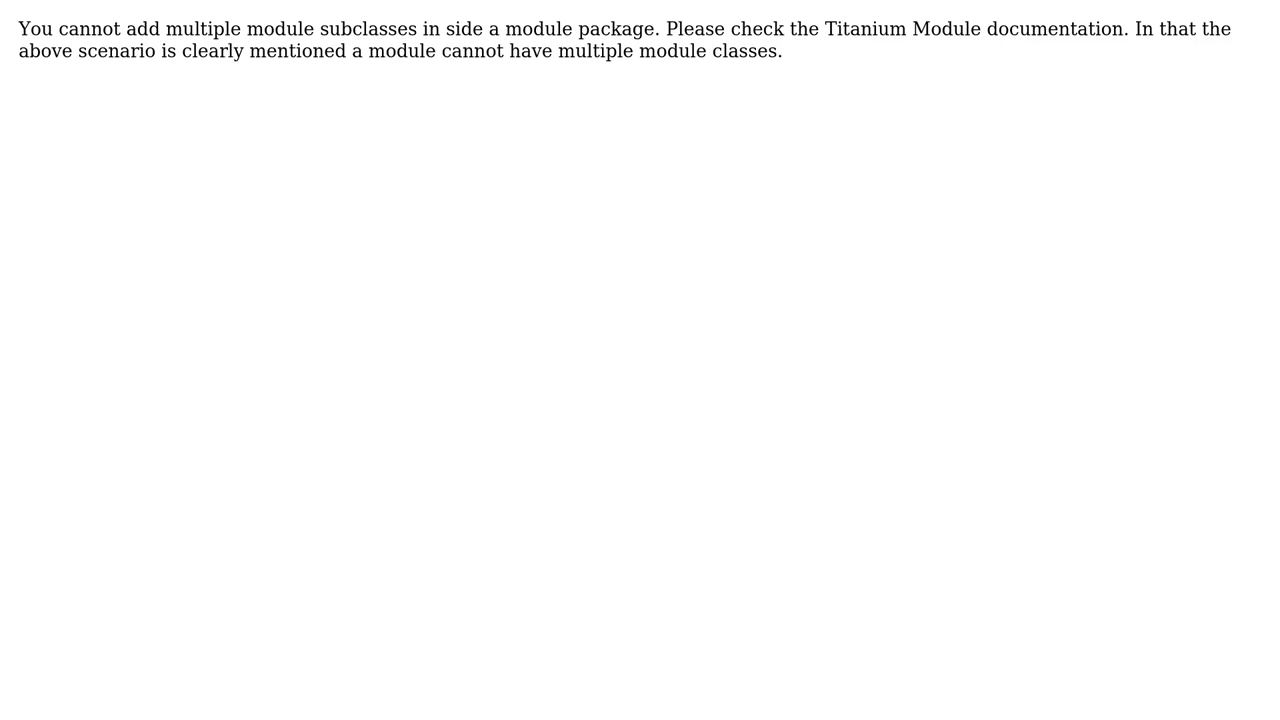 You cannot add multiple module subclasses in side a module package. Please check the Titanium Module documentation. In that the
above scenario is clearly mentioned a module cannot have multiple module classes.